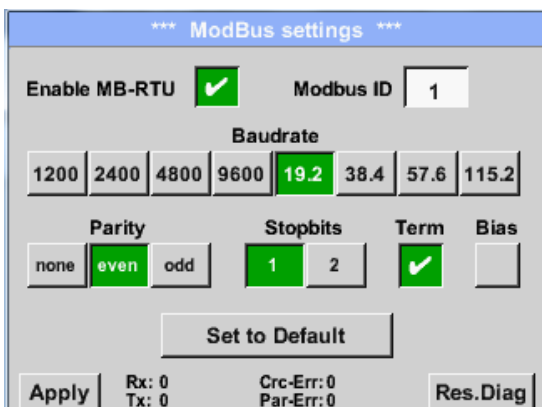 *** ModBus settings ***
Enable MB-RTU ✔ Modbus ID 1
Baudrate
1200 2400 4800 9600 19.2 38.4 57.6 115.2
Parity Stopbits Term Bias
none even odd 1 2 ✔
Set to Default
Apply Rx: 0 Crc-Err: 0 Res.Diag
Tx: 0 Par-Err: 0